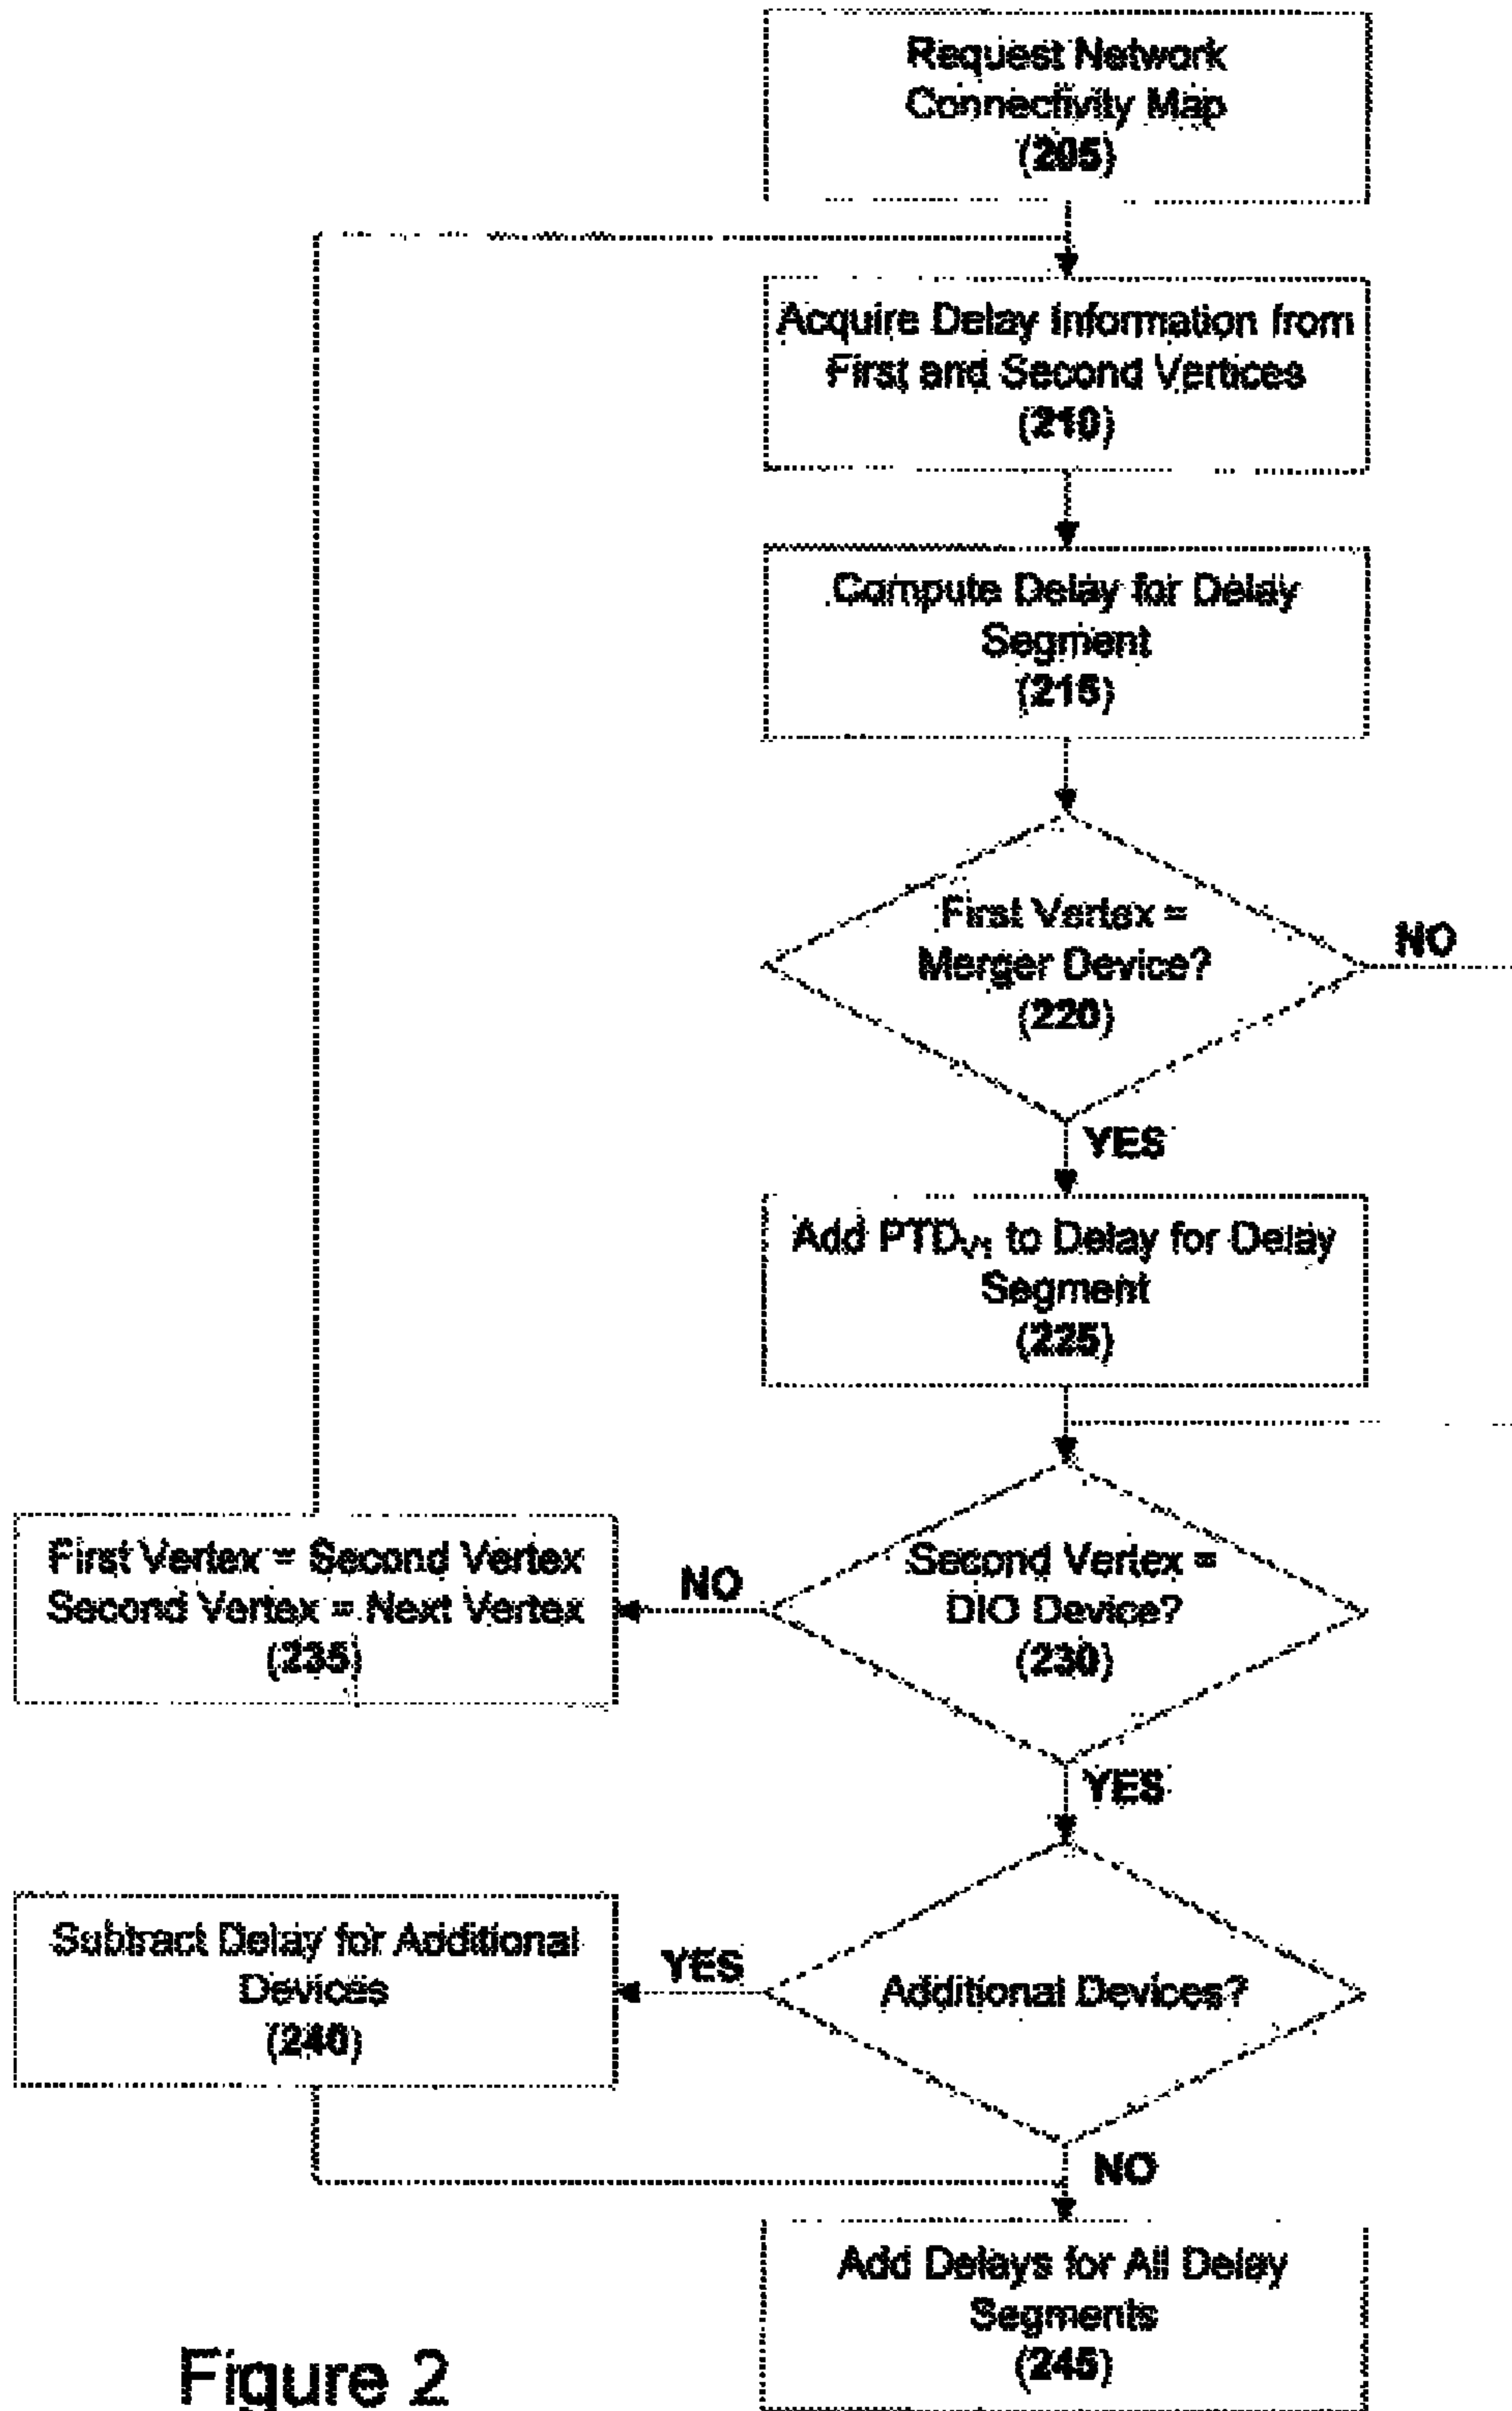 Request Network
Connectivity Map
(205)
Acquire Delay Information from
First and Second Vertices
(210)
Compute Delay for Delay
Segment
(215)
First Vertex =
Merger Device?
(220)
NO
YES
Add PTDV1 to Delay for Delay
Segment
(225)
Second Vertex =
DIO Device?
(230)
NO
First Vertex = Second Vertex
Second Vertex = Next Vertex
(235)
YES
Additional Devices?
YES
Subtract Delay for Additional
Devices
(240)
NO
Add Delays for All Delay
Segments
(245)
Figure 2